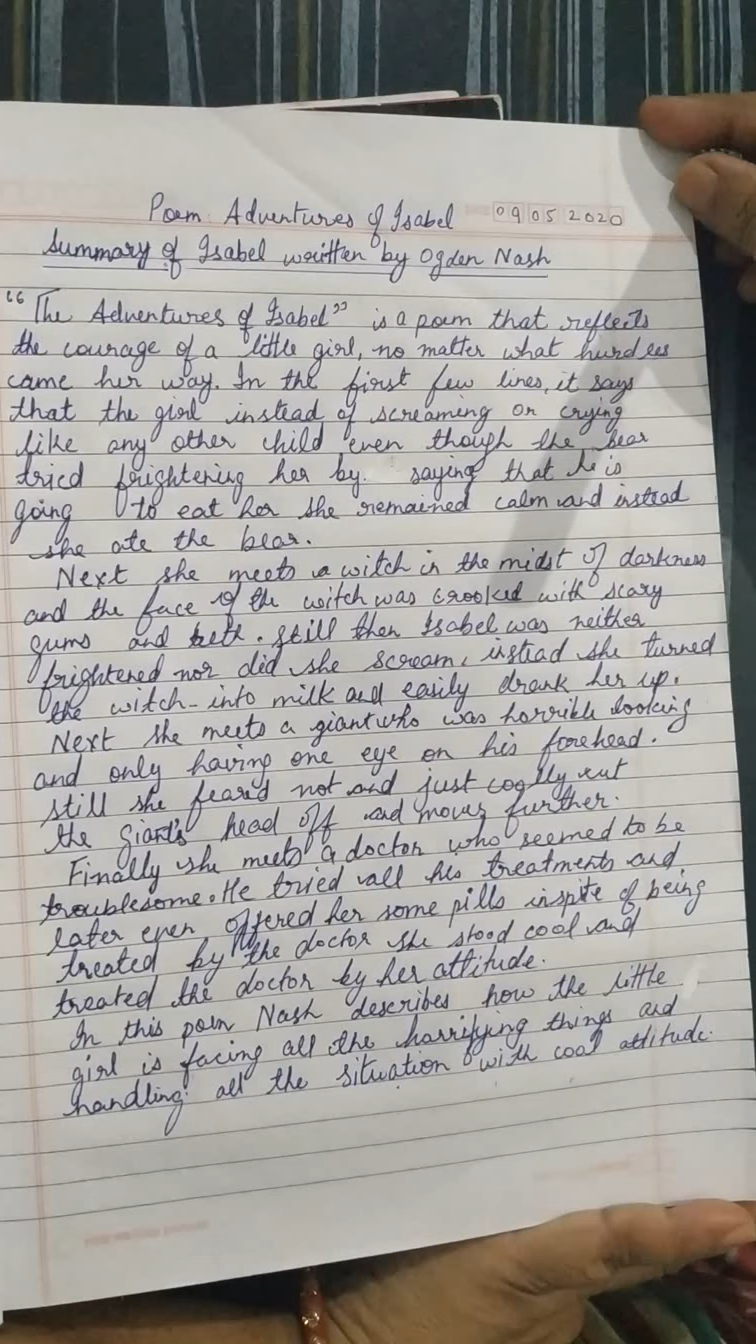 Poem: Adventures of Isabel
09052020
Summary of Isabel written by Ogden Nash
"The Adventures of Isabel" is a poem that reflects
the courage of a little girl, no matter what hurdles
came her way. In the first few lines, it says
that the girl instead of screaming or crying
like any other child even though the bear
tried frightening her by. saying that he is
going to eat her she remained calm and instead
she ate the bear.
Next she meets a witch in the midst of darkness
and the face of the witch was crooked with scary
gums and teeth. Still then Isabel was neither
frightened nor did she scream, instead she turned
the witch into milk and easily drank her up.
Next she meets a giant who was horrible looking
and only having one eye on his forehead.
still she feared not and just coolly cut
the giant's head off and moves further.
Finally she meets a doctor who seemed to be
troublesome. He tried all his treatments and
later even offered her some pills inspite of being
treated by the doctor she stood cool and
treated the doctor by her attitude.
In this poem Nash describes how the little
girl is facing all the horrifying things and
handling all the situation with cool attitude.